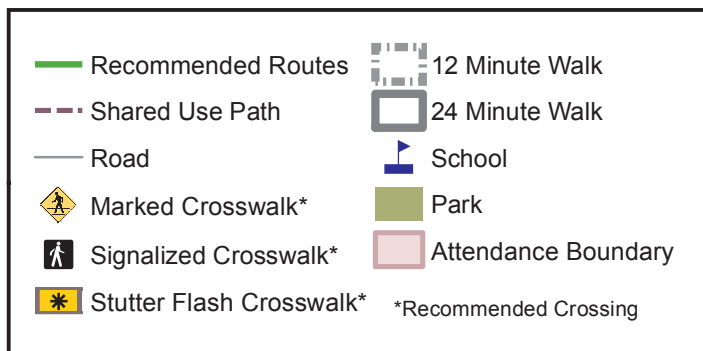 Recommended Routes
Shared Use Path
Road
Marked Crosswalk*
Signalized Crosswalk*
Stutter Flash Crosswalk*
12 Minute Walk
24 Minute Walk
School
Park
Attendance Boundary
*Recommended Crossing